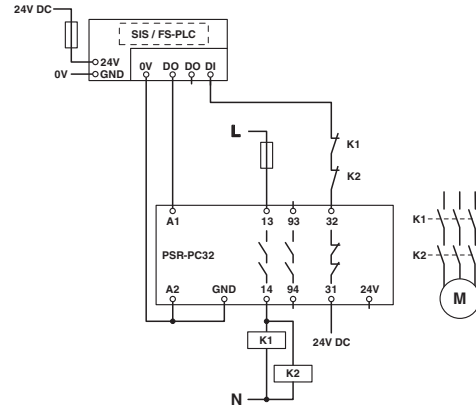 24V DC
SIS / FS-PLC
24V
0V GND
0V DO DO DI
L
K1
K2
A1 13 93 32
PSR-PC32
K1
K2
M
A2 GND 14 94 31 24V
K1
24V DC
K2
N